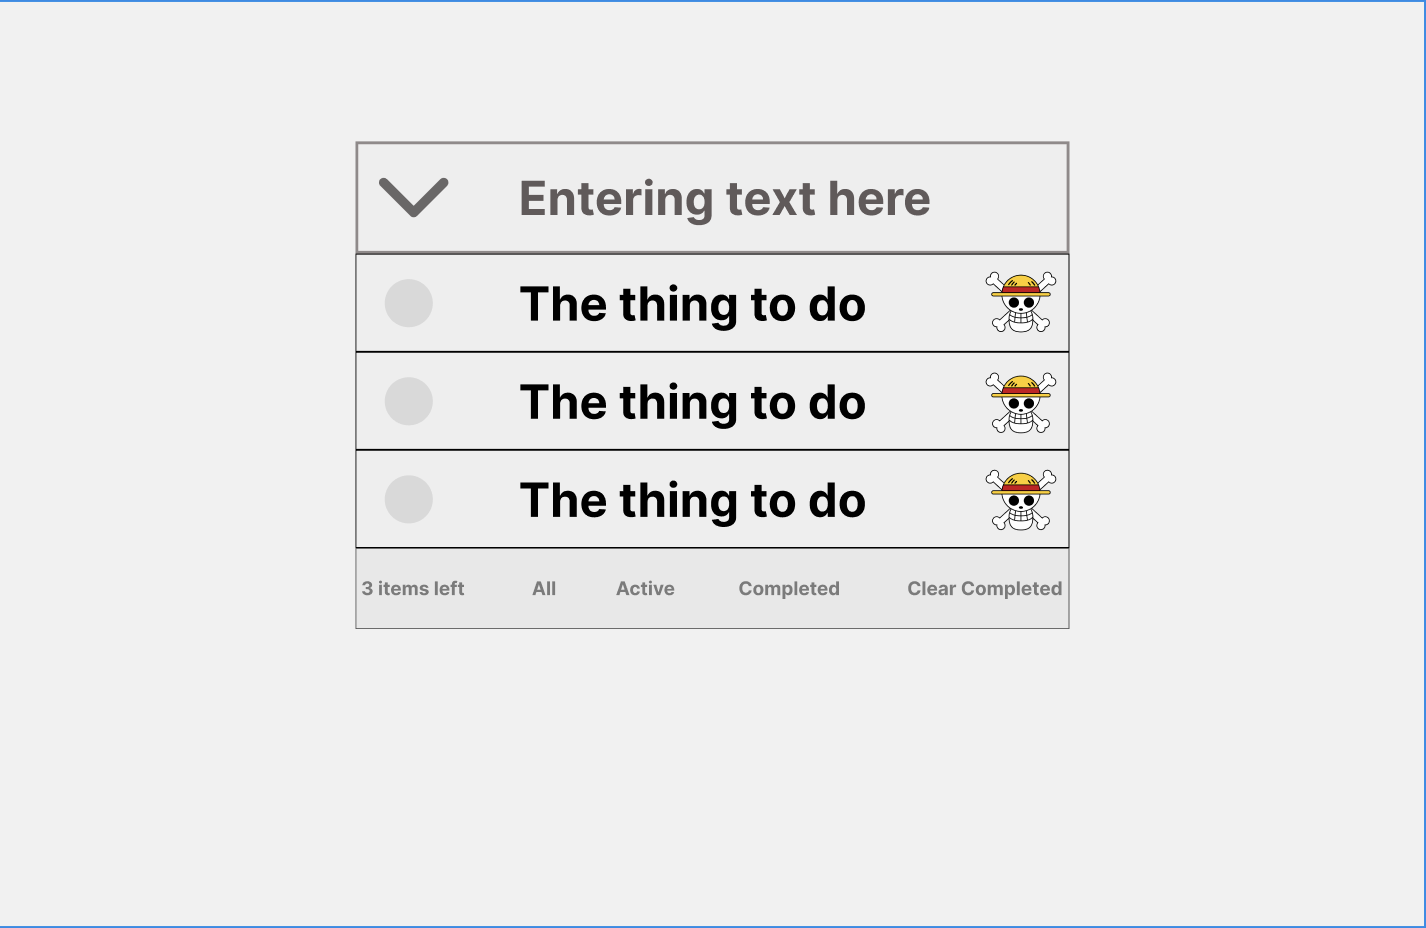 Entering text here
The thing to do
The thing to do
The thing to do
3 items left All Active Completed Clear Completed